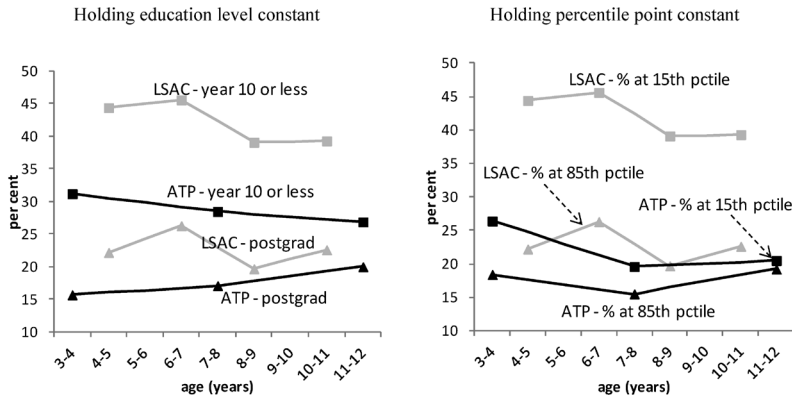 Holding education level constant
50
45
40
35
30
25
20
15
10
per cent
LSAC - year 10 or less
ATP - year 10 or less
LSAC - postgrad
ATP - postgrad
3-4
4-5
5-6
6-7
7-8
8-9
9-10
10-11
11-12
age (years)
Holding percentile point constant
50
45
40
35
30
25
20
15
10
per cent
LSAC - % at 15th pctile
LSAC - % at 85th pctile
ATP - % at 15th pctile
ATP - % at 85th pctile
3-4
4-5
5-6
6-7
7-8
8-9
9-10
10-11
11-12
age (years)